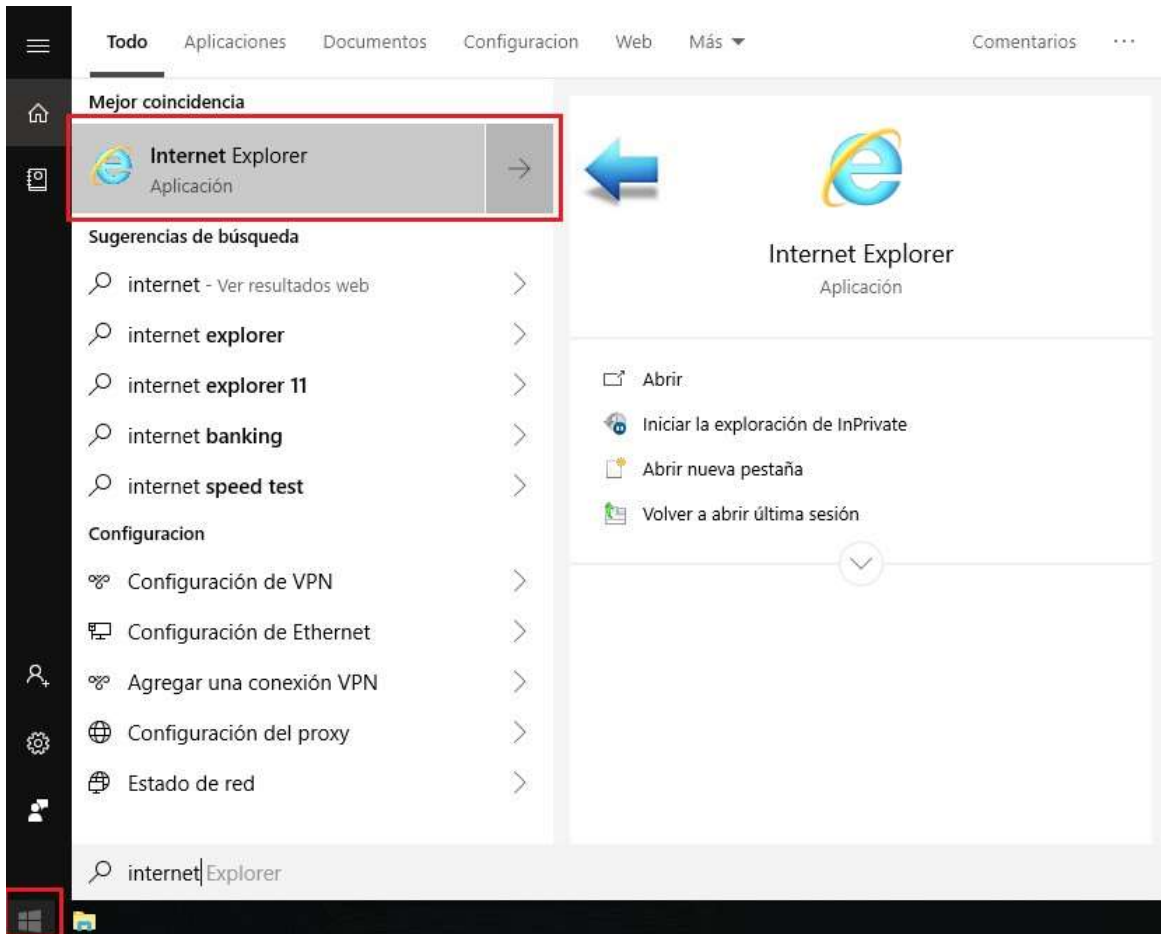 Todo Aplicaciones Documentos Configuracion Web Más Comentarios ...
Mejor coincidencia
Internet Explorer
Aplicación
Sugerencias de búsqueda
internet - Ver resultados web
internet explorer
internet explorer 11
internet banking
internet speed test
Configuracion
Configuración de VPN
Configuración de Ethernet
Agregar una conexión VPN
Configuración del proxy
Estado de red
internet Explorer
Internet Explorer
Aplicación
Abrir
Iniciar la exploración de InPrivate
Abrir nueva pestaña
Volver a abrir última sesión